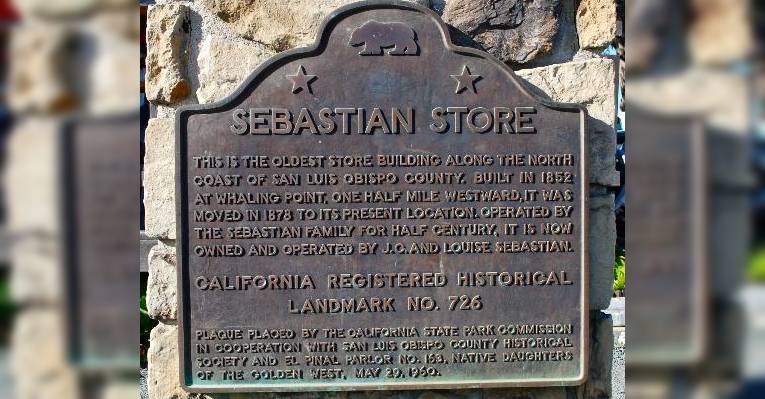 SEBASTIAN STORE
THIS IS THE OLDEST STORE BUILDING ALONG THE NORTH
COAST OF SAN LUIS OBISPO COUNTY. BUILT IN 1852
AT WHALING POINT, ONE HALF MILE WESTWARD, IT WAS
MOVED IN 1878 TO ITS PRESENT LOCATION. OPERATED BY
THE SEBASTIAN FAMILY FOR HALF CENTURY, IT IS NOW
OWNED AND OPERATED BY J.C. AND LOUISE SEBASTIAN.
CALIFORNIA REGISTERED HISTORICAL
LANDMARK NO. 726
PLAQUE PLACED BY THE CALIFORNIA STATE PARK COMMISSION
IN COOPERATION WITH SAN LUIS OBISPO COUNTY HISTORICAL
SOCIETY AND EL PINAL PARLOR NO. 163, NATIVE DAUGHTERS
OF THE GOLDEN WEST. MAY 29, 1960.